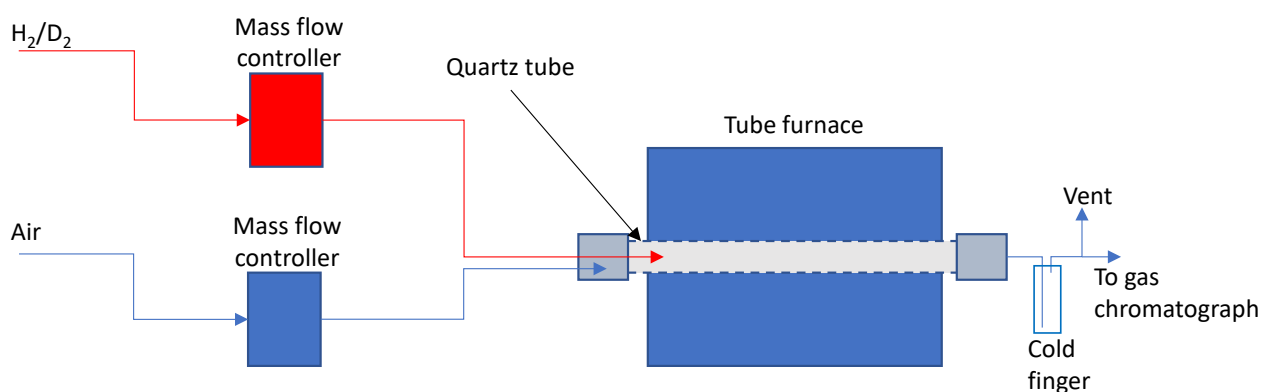 H₂/D₂
Mass flow
controller
Quartz tube
Tube furnace
Air
Mass flow
controller
Vent
To gas
chromatograph
Cold
finger